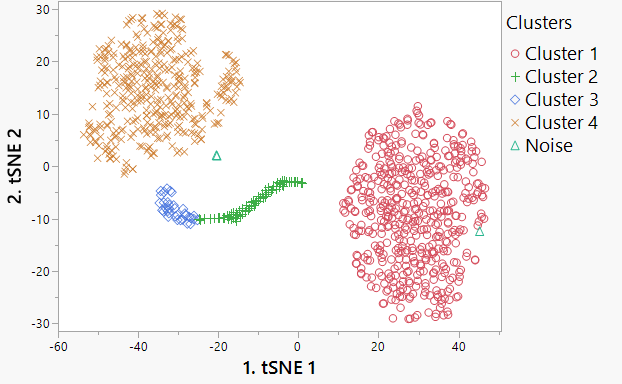 Clusters
Cluster 1
Cluster 2
Cluster 3
Cluster 4
Noise
2. tSNE 2
30
20
10
0
-10
-20
-30
-60 -40 -20 0 20 40
1. tSNE 1